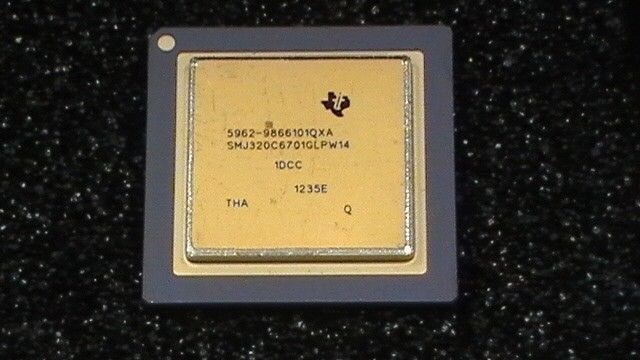 5962-9866101QXA
SMJ320C6701GLPW14
1DCC
1235E
THA Q